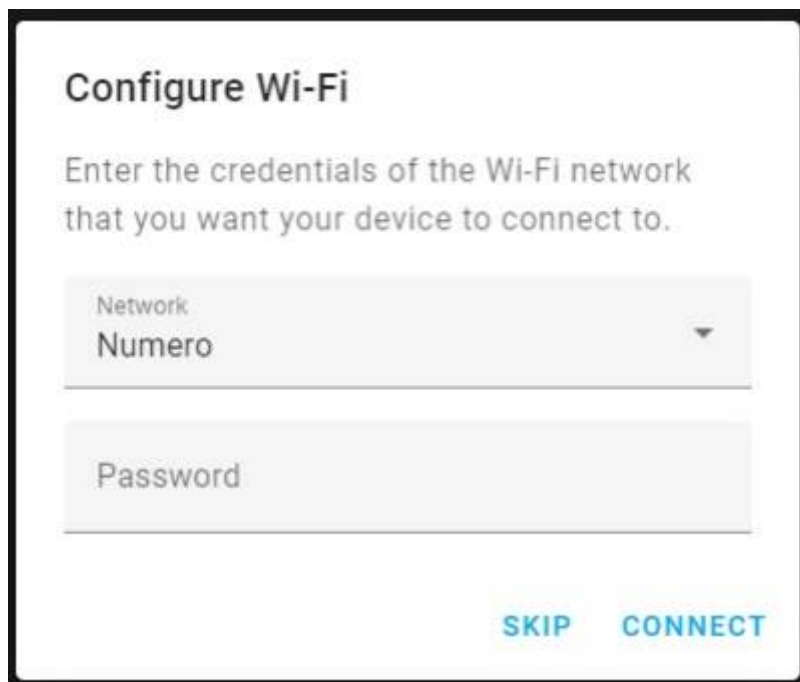 Configure Wi-Fi
Enter the credentials of the Wi-Fi network
that you want your device to connect to.
Network
Numero
Password
SKIP CONNECT